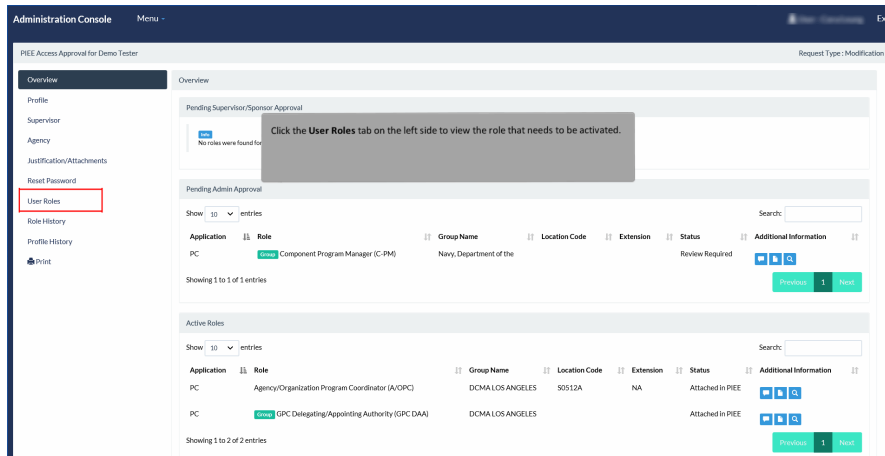 Administration Console Menu Ex
PIEE Access Approval for Demo Tester Request Type : Modification
Overview
Profile
Supervisor
Agency
Justification/Attachments
Reset Password
User Roles
Role History
Profile History
Print
Overview
Pending Supervisor/Sponsor Approval
Info
No roles were found for
Click the User Roles tab on the left side to view the role that needs to be activated.
Pending Admin Approval
Show 10 entries Search:
Application Role Group Name Location Code Extension Status Additional Information
PC Group Component Program Manager (C-PM) Navy, Department of the Review Required
Showing 1 to 1 of 1 entries Previous 1 Next
Active Roles
Show 10 entries Search:
Application Role Group Name Location Code Extension Status Additional Information
PC Agency/Organization Program Coordinator (A/OPC) DCMA LOS ANGELES S0512A NA Attached in PIEE
PC Group GPC Delegating/Appointing Authority (GPC DAA) DCMA LOS ANGELES Attached in PIEE
Showing 1 to 2 of 2 entries Previous 1 Next